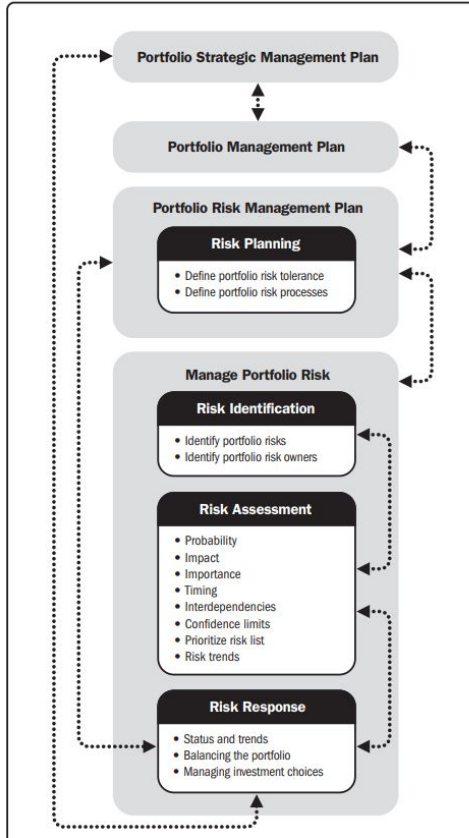 Portfolio Strategic Management Plan
Portfolio Management Plan
Portfolio Risk Management Plan
Risk Planning
• Define portfolio risk tolerance
• Define portfolio risk processes
Manage Portfolio Risk
Risk Identification
• Identify portfolio risks
• Identify portfolio risk owners
Risk Assessment
• Probability
• Impact
• Importance
• Timing
• Interdependencies
• Confidence limits
• Prioritize risk list
• Risk trends
Risk Response
• Status and trends
• Balancing the portfolio
• Managing investment choices